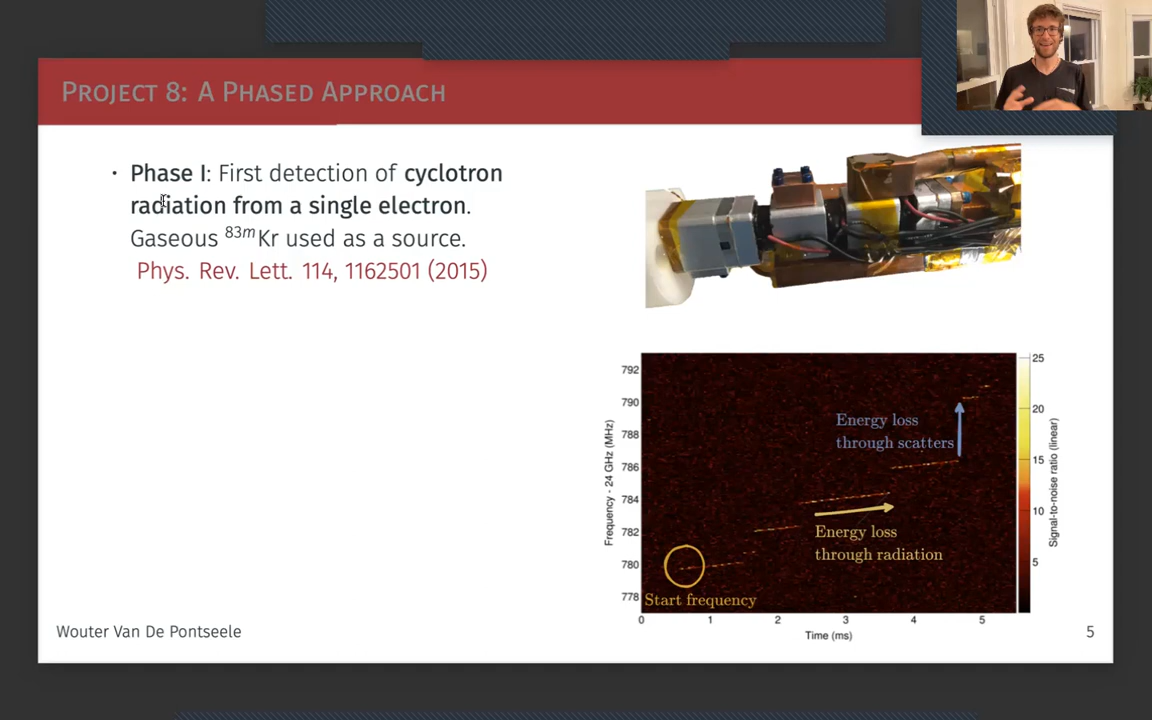 PROJECT 8: A PHASED APPROACH
• Phase I: First detection of cyclotron
radiation from a single electron.
Gaseous 83mKr used as a source.
Phys. Rev. Lett. 114, 1162501 (2015)
792
790
788
786
784
782
780
778
Frequency - 24 GHz (MHz)
Energy loss
through scatters
Energy loss
through radiation
Start frequency
0 1 2 3 4 5
Time (ms)
25
20
15
10
5
Signal-to-noise ratio (linear)
Wouter Van De Pontseele
5